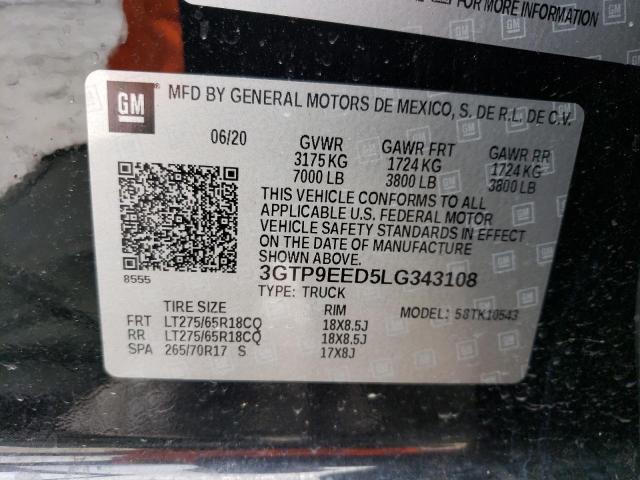 FOR MORE INFORMATION
GM MFD BY GENERAL MOTORS DE MEXICO, S. DE R.L. DE C.V.
06/20 GVWR GAWR FRT GAWR RR
3175 KG 1724 KG 1724 KG
7000 LB 3800 LB 3800 LB
THIS VEHICLE CONFORMS TO ALL
APPLICABLE U.S. FEDERAL MOTOR
VEHICLE SAFETY STANDARDS IN
EFFECT ON THE DATE OF MANUFACTURE
SHOWN ABOVE.
8555 3GTP9EED5LG343108
TYPE: TRUCK MODEL: 58TK10543
TIRE SIZE RIM
FRT LT275/65R18CQ 18X8.5J
RR LT275/65R18CQ 18X8.5J
SPA 265/70R17 S 17X8J